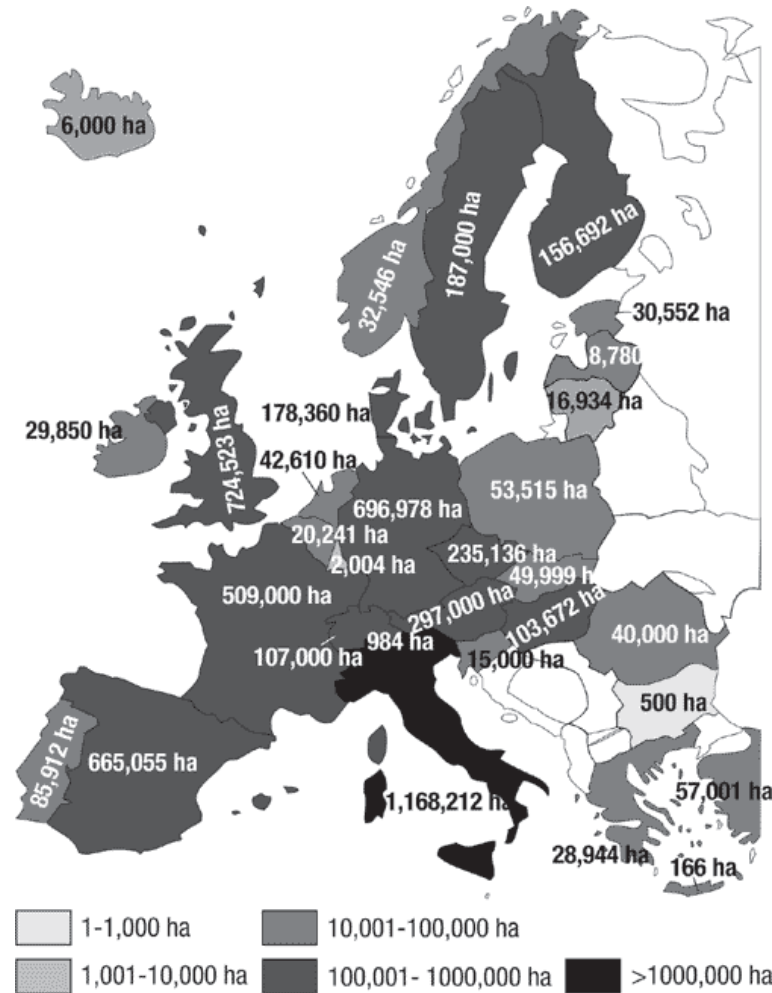 6,000 ha
187,000 ha
156,692 ha
32,546 ha
30,552 ha
8,780
16,934 ha
178,360 ha
29,850 ha
724,523 ha
42,610 ha
53,515 ha
696,978 ha
20,241 ha
235,136 ha
2,004 ha
49,999 h
509,000 ha
297,000 ha
103,672 ha
40,000 ha
984 ha
107,000 ha
15,000 ha
500 ha
85,912 ha
665,055 ha
57,001 ha
1,168,212 ha
28,944 ha
166 ha
1-1,000 ha
10,001-100,000 ha
1,001-10,000 ha
100,001- 1000,000 ha
>1000,000 ha